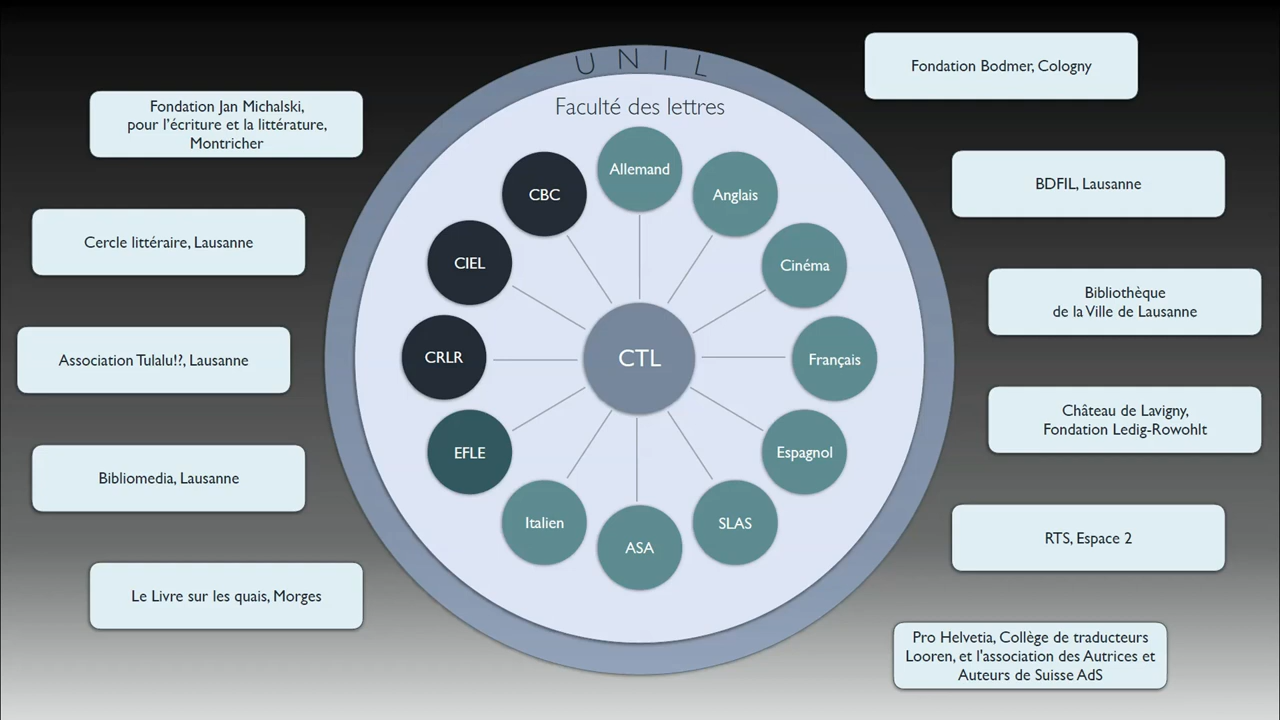 UNIL
Faculté des lettres
Fondation Jan Michalski,
pour l'écriture et la littérature,
Montricher
Cercle littéraire, Lausanne
Association Tulalu!?, Lausanne
Bibliomedia, Lausanne
Le Livre sur les quais, Morges
CTL
Allemand
Anglais
Cinéma
Français
Espagnol
SLAS
ASA
Italien
EFLE
CRLR
CIEL
CBC
Fondation Bodmer, Cologny
BDFIL, Lausanne
Bibliothèque
de la Ville de Lausanne
Château de Lavigny,
Fondation Ledig-Rowohlt
RTS, Espace 2
Pro Helvetia, Collège de traducteurs
Looren, et l'association des Autrices et
Auteurs de Suisse AdS